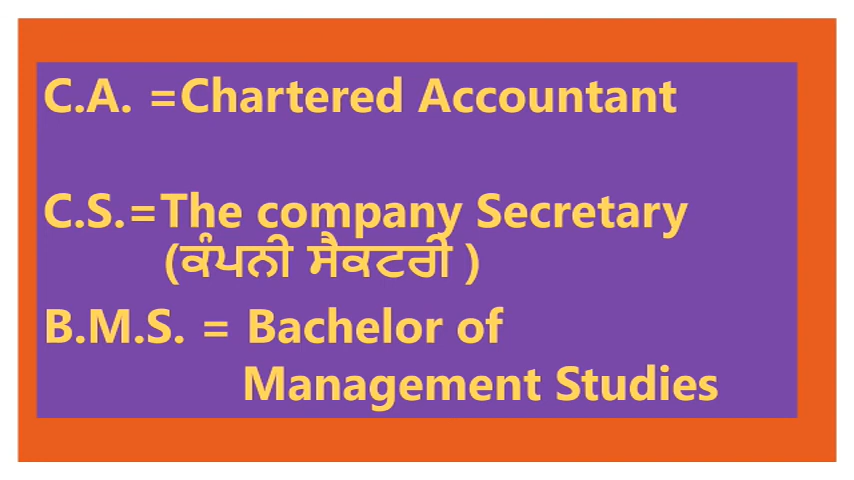 C.A. =Chartered Accountant
C.S.=The company Secretary
(ਕੰਪਨੀ ਸੈਕਟਰੀ )
B.M.S. = Bachelor of
Management Studies